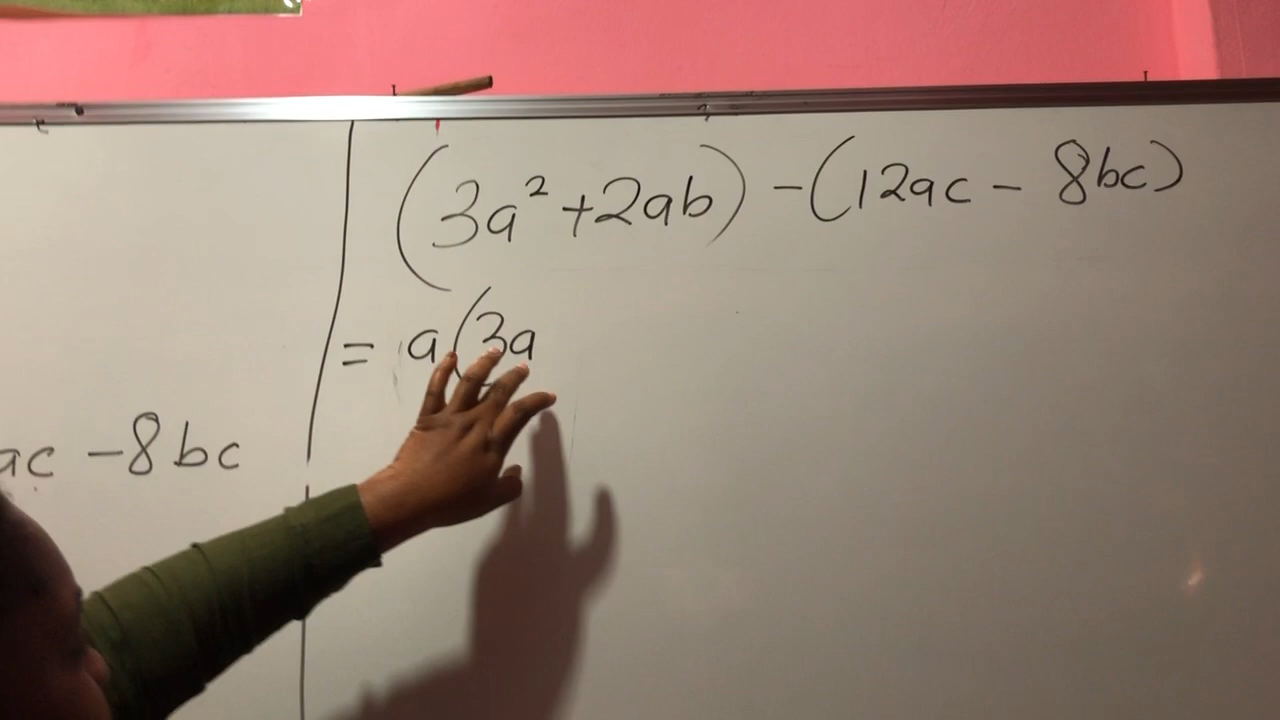 (3a² + 2ab) - (12ac - 8bc)
= a(3a
ac - 8bc